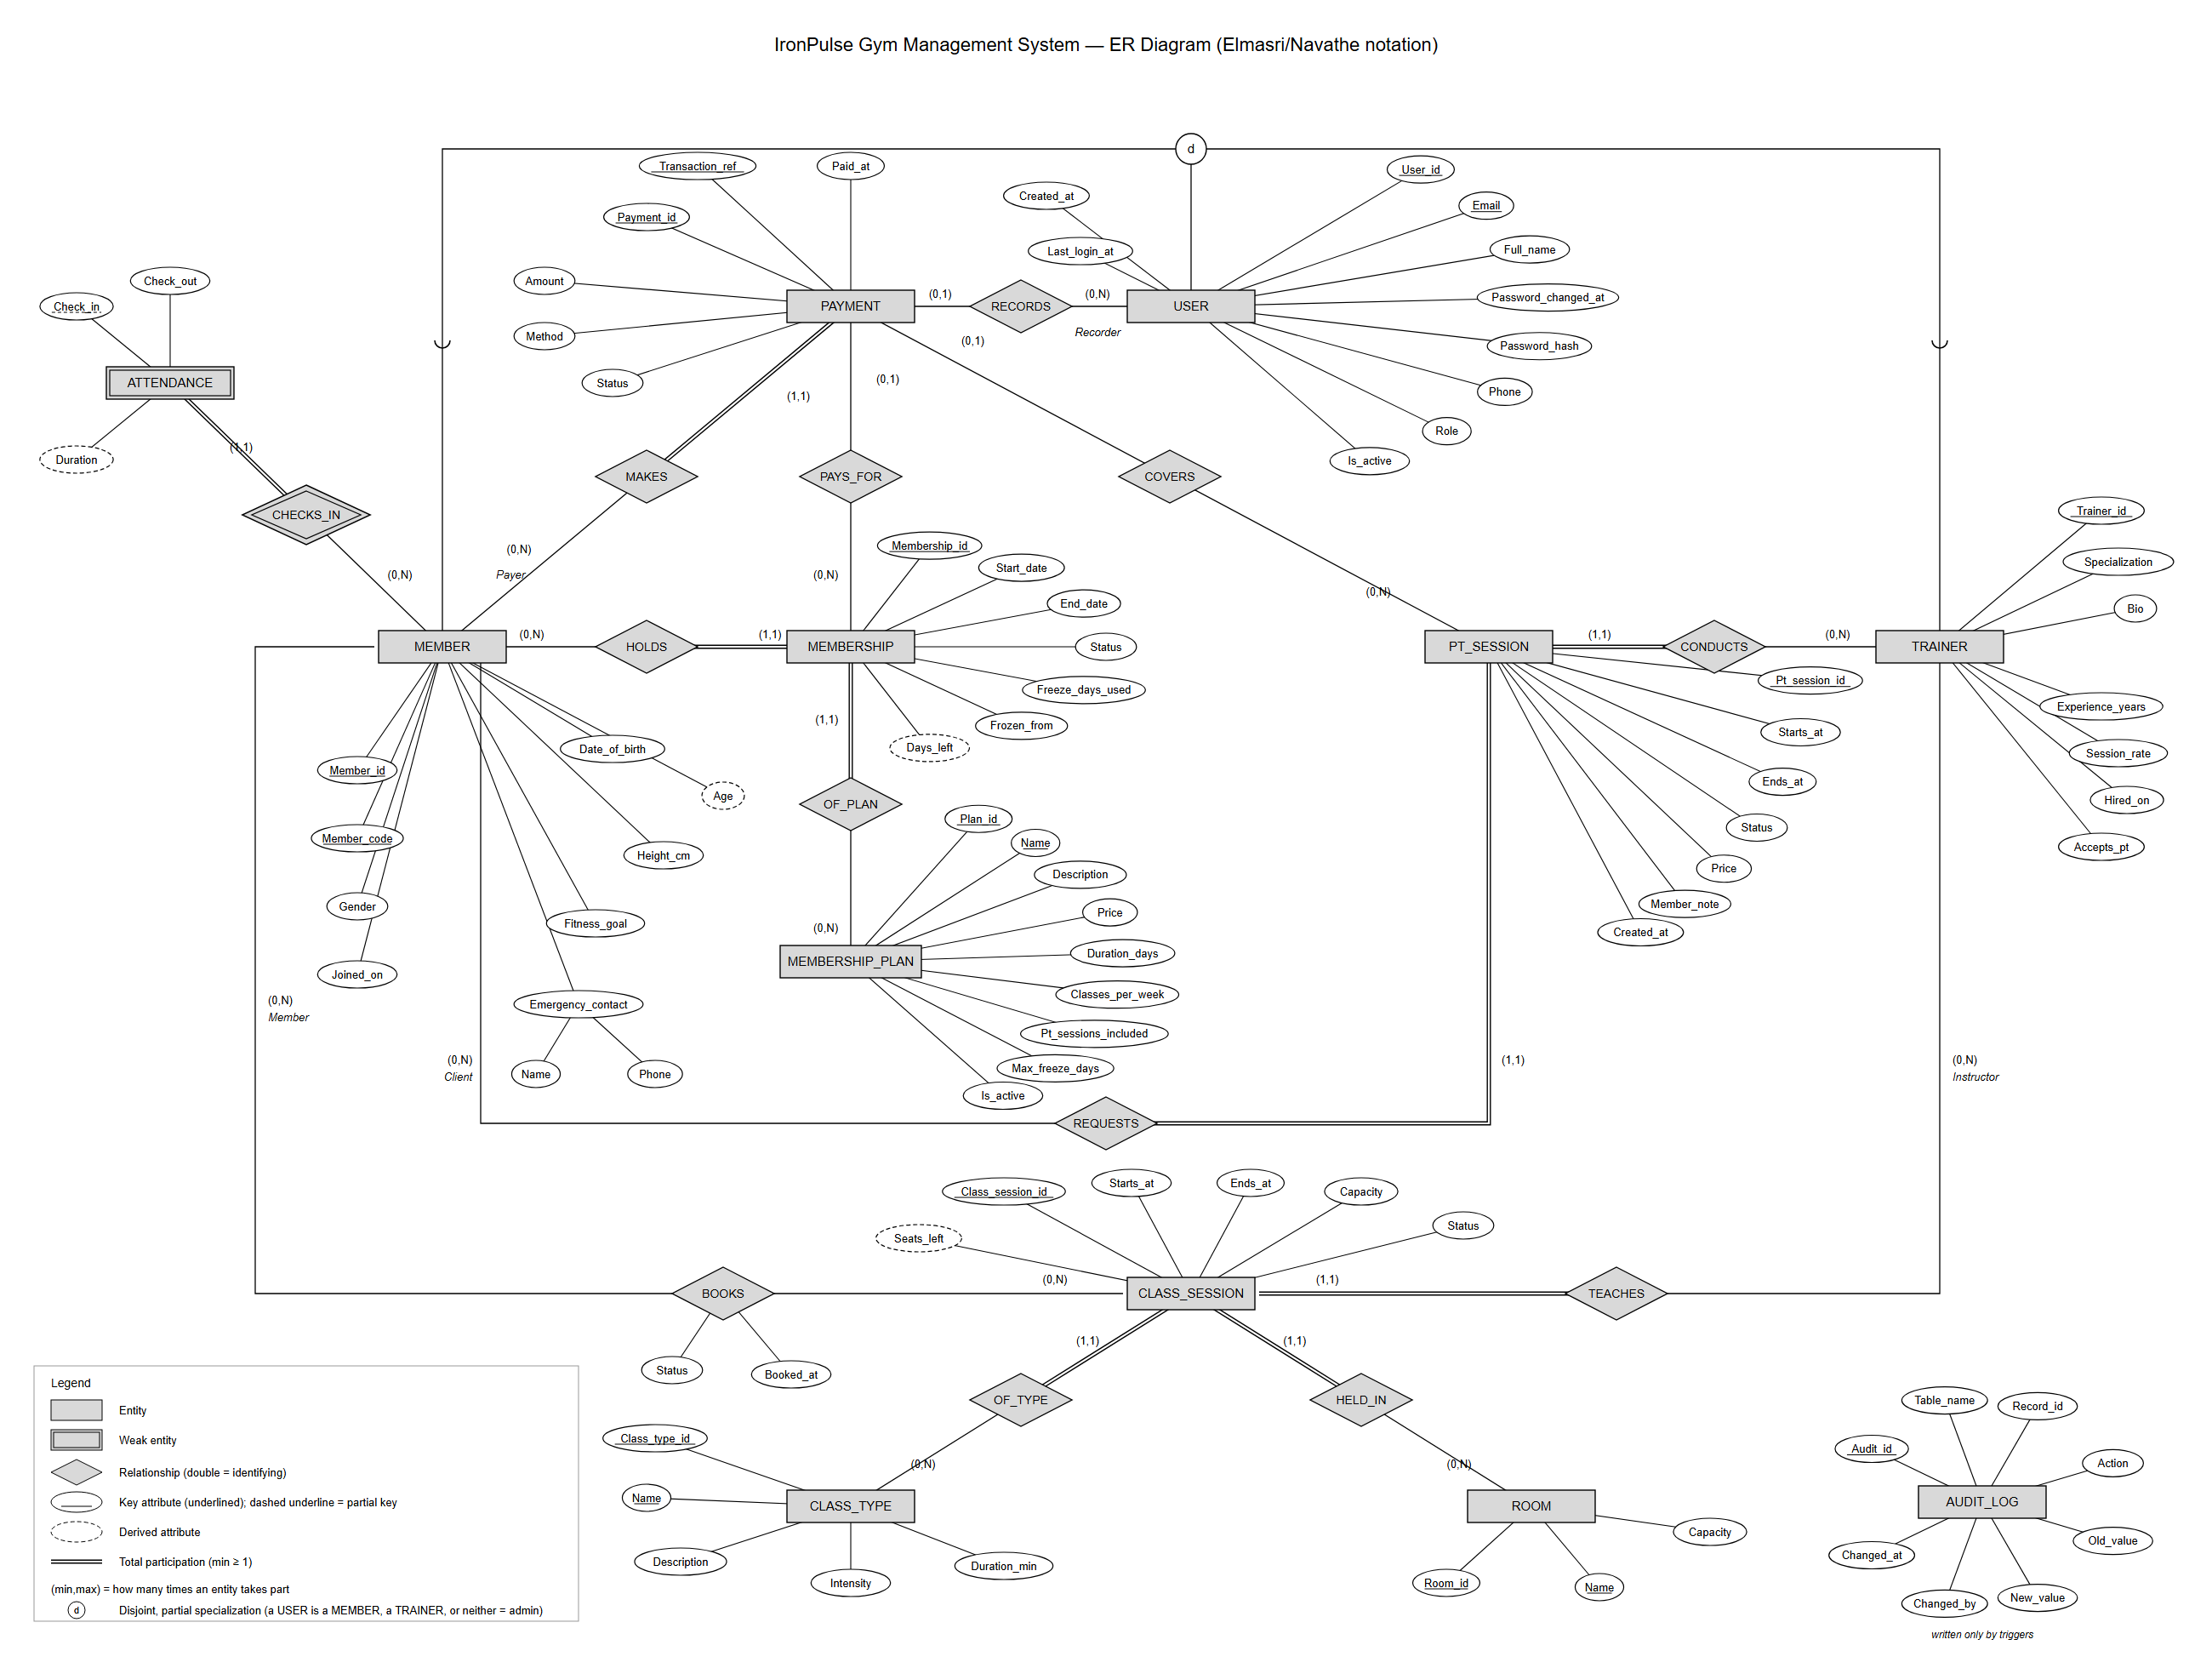 IronPulse Gym Management System — ER Diagram (Elmasri/Navathe notation)
d
Transaction_ref
Paid_at
User_id
Created_at
Email
Payment_id
Last_login_at
Full_name
Check_out
Amount
Check_in
PAYMENT
(0,1)
RECORDS
(0,N)
USER
Password_changed_at
Recorder
Method
(0,1)
Password_hash
ATTENDANCE
Status
(0,1)
(1,1)
Phone
Role
(1,1)
Duration
Is_active
MAKES
PAYS_FOR
COVERS
CHECKS_IN
Trainer_id
(0,N)
Membership_id
Specialization
(0,N)
Payer
(0,N)
Start_date
(0,N)
End_date
Bio
MEMBER
(0,N)
HOLDS
(1,1)
MEMBERSHIP
Status
PT_SESSION
(1,1)
CONDUCTS
(0,N)
TRAINER
Freeze_days_used
Pt_session_id
(1,1)
Frozen_from
Experience_years
Date_of_birth
Days_left
Starts_at
Session_rate
Member_id
Age
OF_PLAN
Ends_at
Hired_on
Plan_id
Member_code
Name
Status
Height_cm
Accepts_pt
Description
Price
Gender
Fitness_goal
(0,N)
Price
Member_note
Created_at
MEMBERSHIP_PLAN
Duration_days
Joined_on
Classes_per_week
(0,N)
Member
Emergency_contact
Pt_sessions_included
(0,N)
Client
Name
Phone
Max_freeze_days
(1,1)
(0,N)
Instructor
Is_active
REQUESTS
Class_session_id
Starts_at
Ends_at
Capacity
Seats_left
Status
BOOKS
(0,N)
CLASS_SESSION
(1,1)
TEACHES
(1,1)
(1,1)
Status
Booked_at
OF_TYPE
HELD_IN
Class_type_id
(0,N)
(0,N)
Name
CLASS_TYPE
ROOM
Description
Intensity
Duration_min
Capacity
Room_id
Name
Table_name
Record_id
Audit_id
Action
AUDIT_LOG
Changed_at
Old_value
Changed_by
New_value
written only by triggers
Legend
Entity
Weak entity
Relationship (double = identifying)
Key attribute (underlined); dashed underline = partial key
Derived attribute
Total participation (min ≥ 1)
(min,max) = how many times an entity takes part
d Disjoint, partial specialization (a USER is a MEMBER, a TRAINER, or neither = admin)